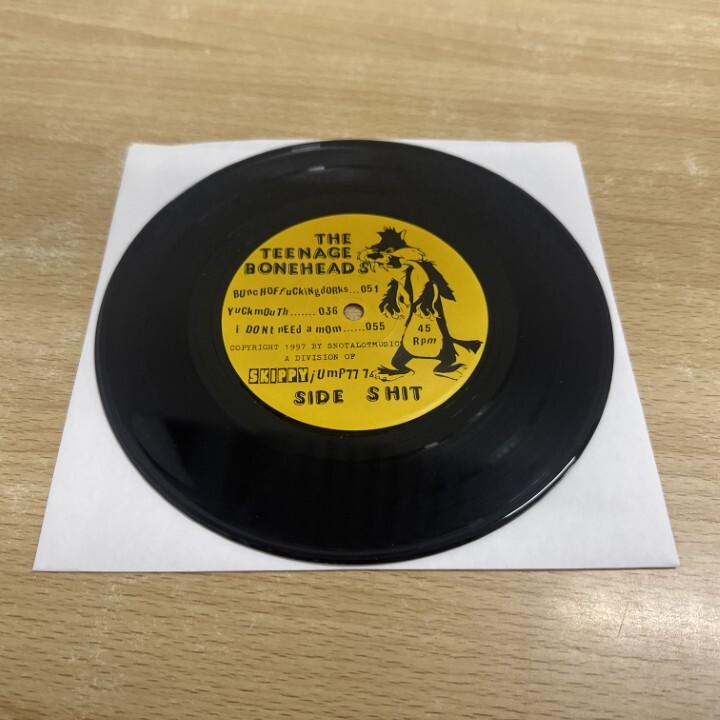 THE
TEENAGE
BONEHEADS
BUncHOFFucKiNgdORks...051
YucKmOuTh.......036
i DONt nEEd a mOm......055
COPYRIGHT 1997 BY SNOTALOTMUSIC
A DIVISION OF
SKIPPYjUmP77
45
Rpm
SIDE SHIT